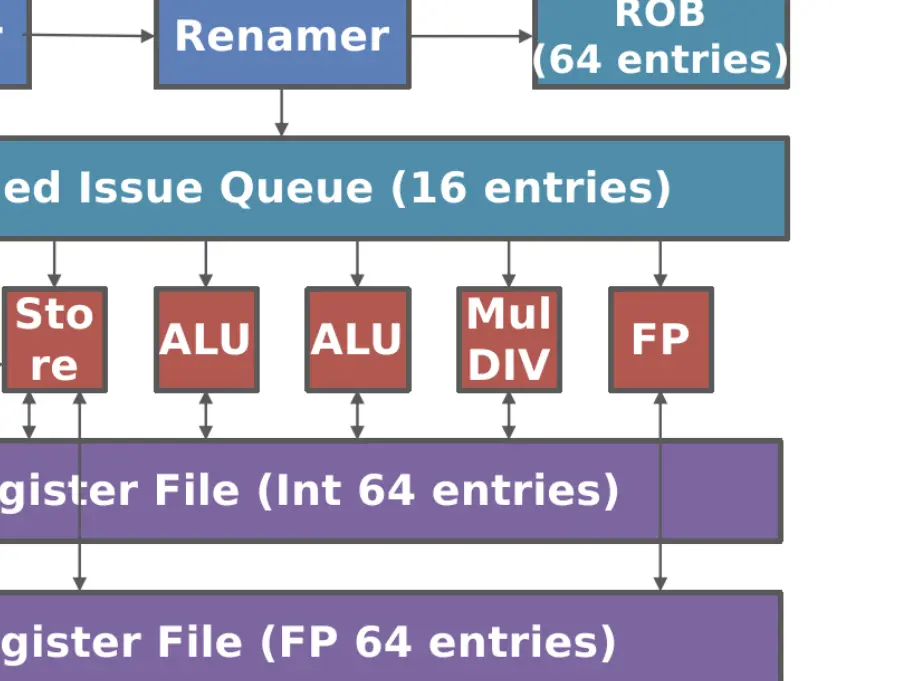 r
Renamer
ROB
(64 entries)
ed Issue Queue (16 entries)
Sto
re
ALU
ALU
Mul
DIV
FP
gister File (Int 64 entries)
gister File (FP 64 entries)